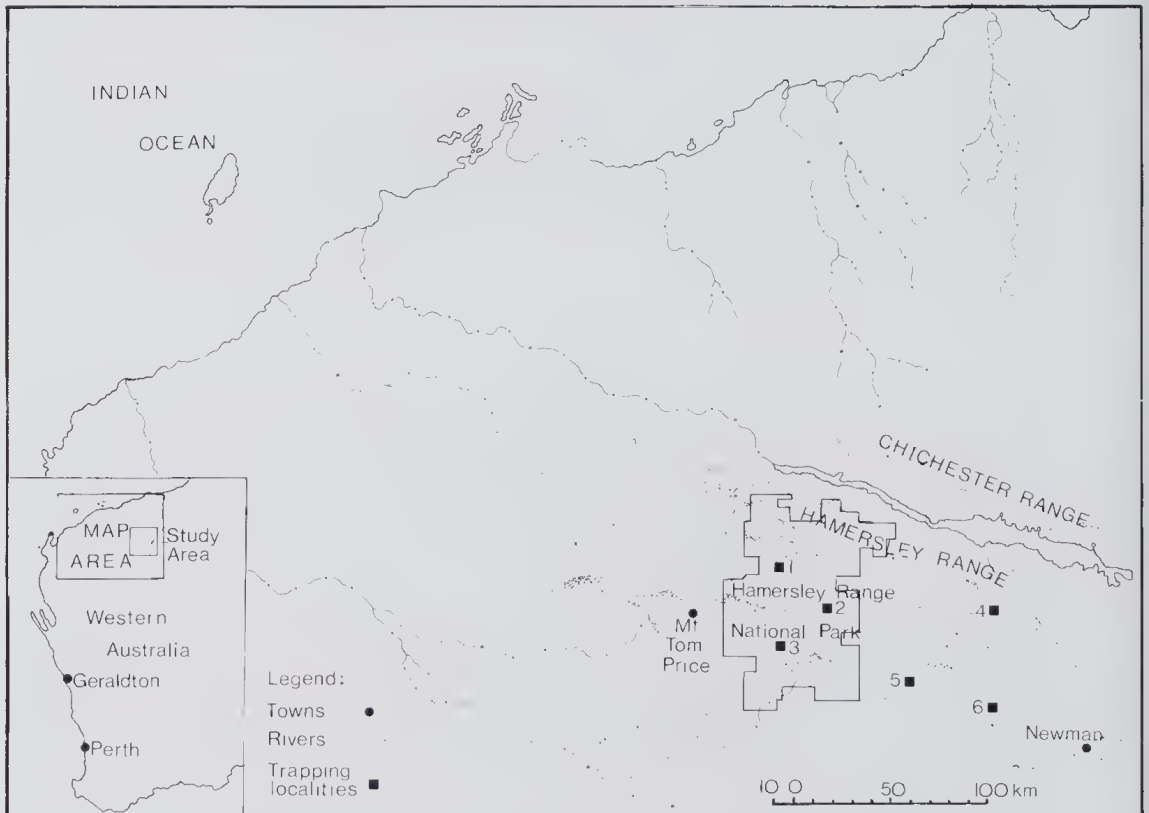 INDIAN
OCEAN
CHICHESTER RANGE
HAMERSLEY RANGE
1
Hamersley Range
2
National Park
3
Mt
Tom
Price
4
5
6
Newman
MAP
AREA
Study
Area
Western
Australia
Geraldton
Perth
Legend:
Towns
Rivers
Trapping
localities
10 0 50 100 km